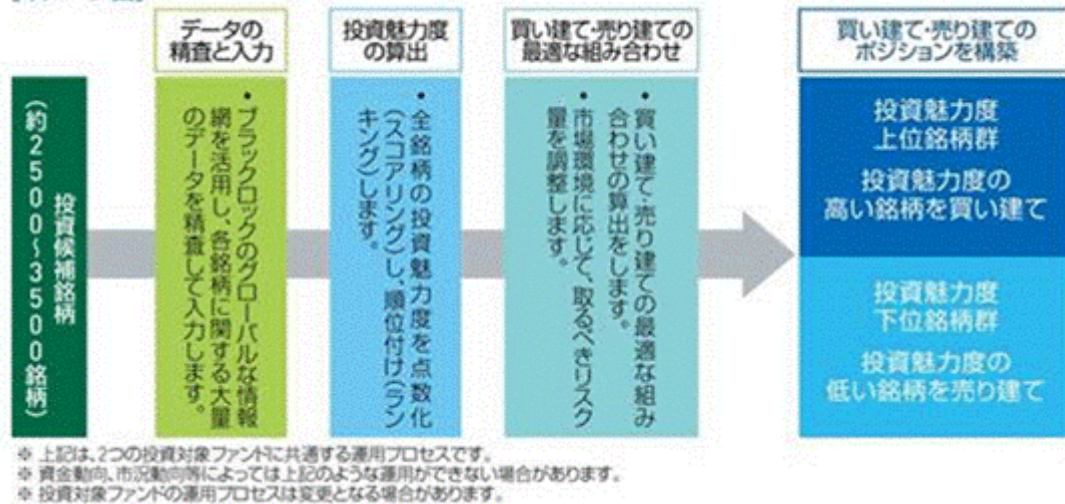 データの
精査と入力
投資魅力度
の算出
買い建て・売り建ての
最適な組み合わせ
買い建て・売り建ての
ポジションを構築
投資候補銘柄
(約2500~3500銘柄)
• ブラックロックのグローバルな情報
網を活用し、各銘柄に関する大量
のデータを精査して入力します。
• 全銘柄の投資魅力度を点数化
(スコアリング)し、順位付け(ラン
キング)します。
• 買い建て・売り建ての最適な組み
合わせの算出をします。
• 市場環境に応じて、取るべきリスク
量を調整します。
投資魅力度
上位銘柄群
投資魅力度の
高い銘柄を買い建て
投資魅力度
下位銘柄群
投資魅力度の
低い銘柄を売り建て
※ 上記は、2つの投資対象ファンドに共通する運用プロセスです。
※ 資金動向、市況動向等によっては上記のような運用ができない場合があります。
※ 投資対象ファンドの運用プロセスは変更となる場合があります。